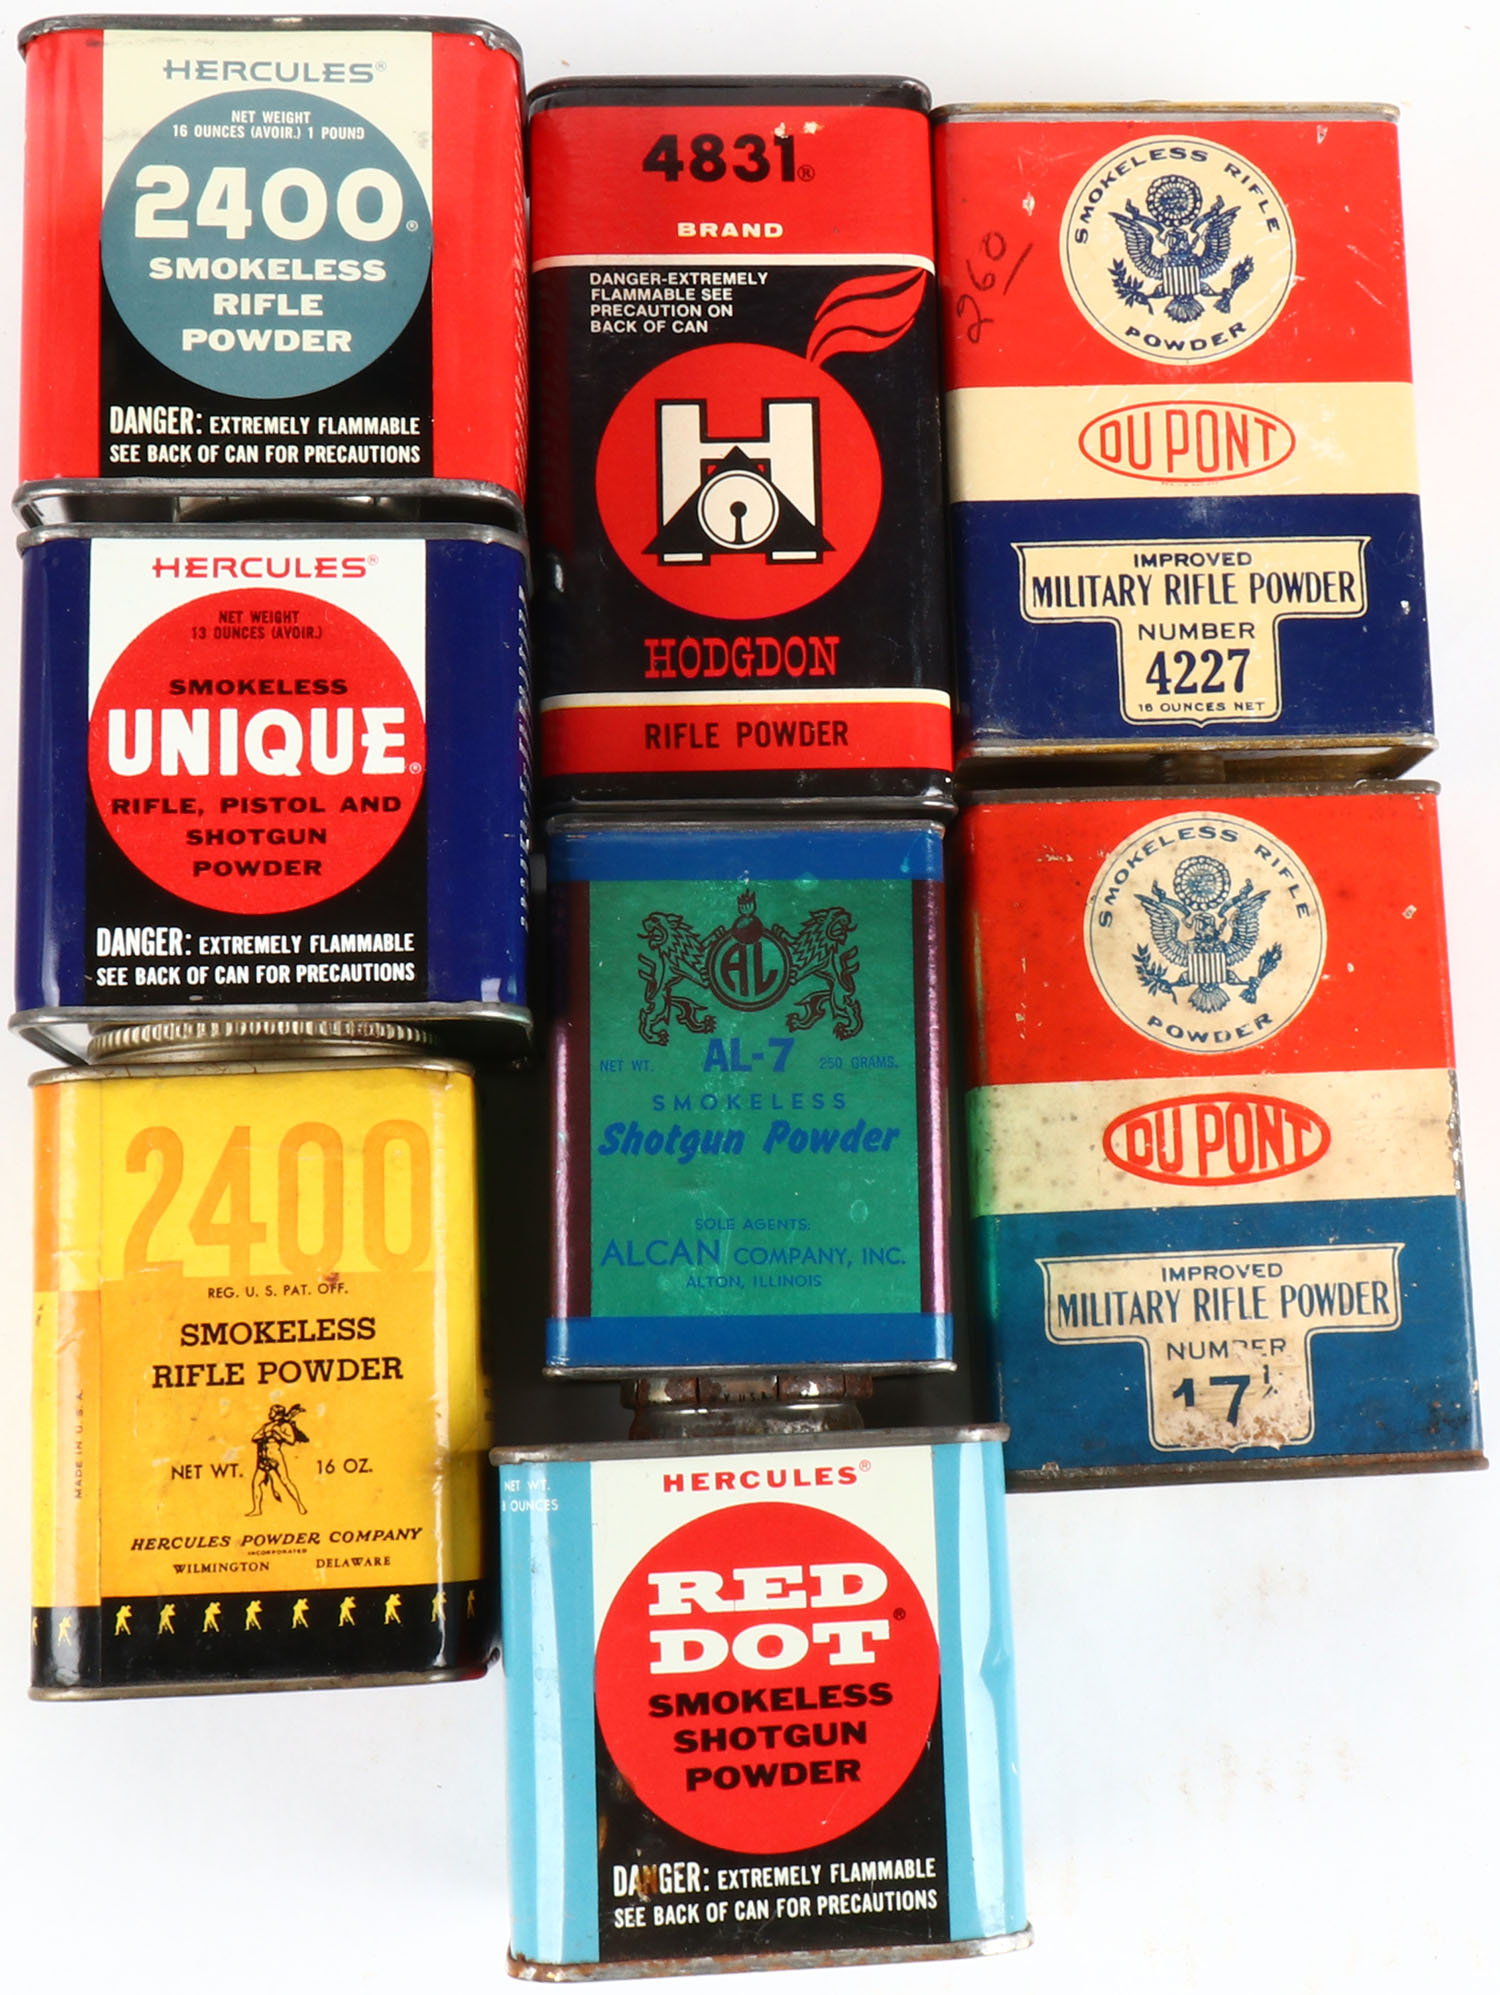 HERCULES®
NET WEIGHT
16 OUNCES (AVOIR.) 1 POUND
2400®
SMOKELESS
RIFLE
POWDER
DANGER: EXTREMELY FLAMMABLE
SEE BACK OF CAN FOR PRECAUTIONS
HERCULES®
NET WEIGHT
13 OUNCES (AVOIR.)
SMOKELESS
UNIQUE®
RIFLE, PISTOL AND
SHOTGUN
POWDER
DANGER: EXTREMELY FLAMMABLE
SEE BACK OF CAN FOR PRECAUTIONS
2400
REG. U. S. PAT. OFF.
SMOKELESS
RIFLE POWDER
NET WT. 16 OZ.
HERCULES POWDER COMPANY
INCORPORATED
WILMINGTON DELAWARE
MADE IN U. S. A.
4831®
BRAND
DANGER-EXTREMELY
FLAMMABLE SEE
PRECAUTION ON
BACK OF CAN
H
HODGDON
RIFLE POWDER
AL
NET WT. AL-7 250 GRAMS.
SMOKELESS
Shotgun Powder
SOLE AGENTS:
ALCAN COMPANY, INC.
ALTON, ILLINOIS
U S A
HERCULES®
NET WT.
8 OUNCES
RED
DOT®
SMOKELESS
SHOTGUN
POWDER
DANGER: EXTREMELY FLAMMABLE
SEE BACK OF CAN FOR PRECAUTIONS
260
SMOKELESS RIFLE
POWDER
DU PONT
IMPROVED
MILITARY RIFLE POWDER
NUMBER
4227
16 OUNCES NET
SMOKELESS RIFLE
POWDER
DU PONT
IMPROVED
MILITARY RIFLE POWDER
NUMBER
17½